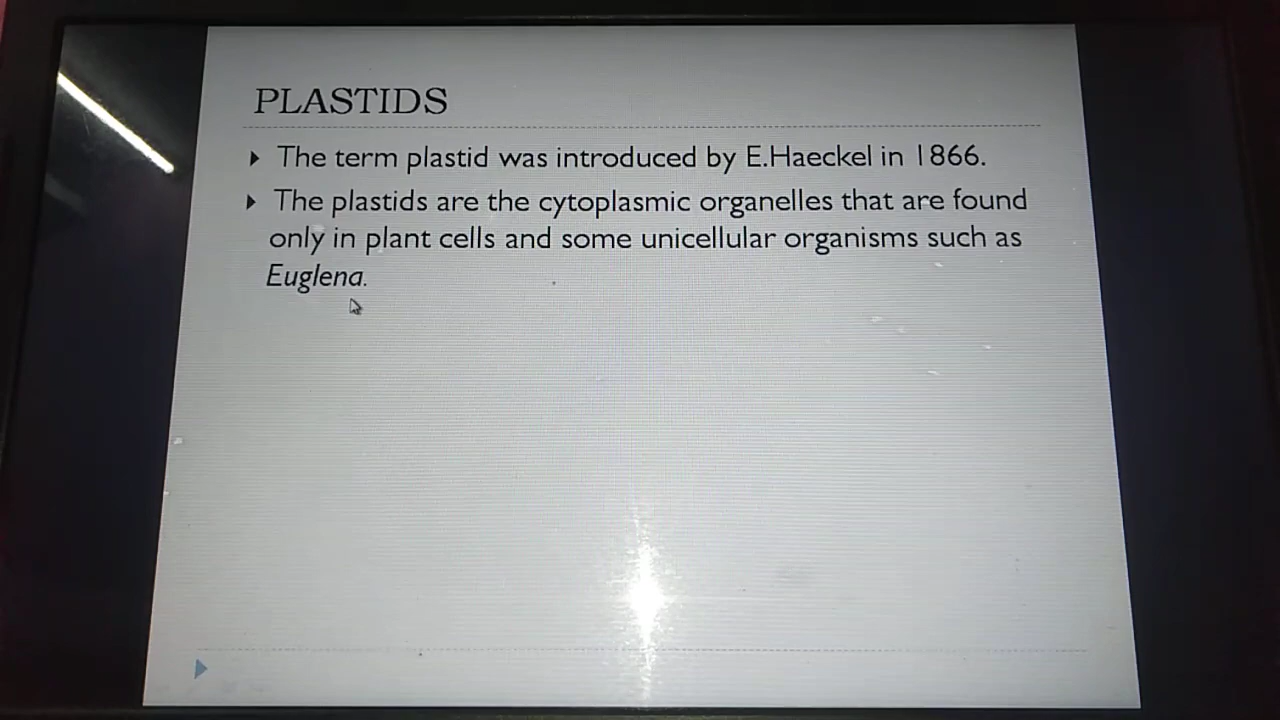 PLASTIDS
The term plastid was introduced by E.Haeckel in 1866.
The plastids are the cytoplasmic organelles that are found
only in plant cells and some unicellular organisms such as
Euglena.